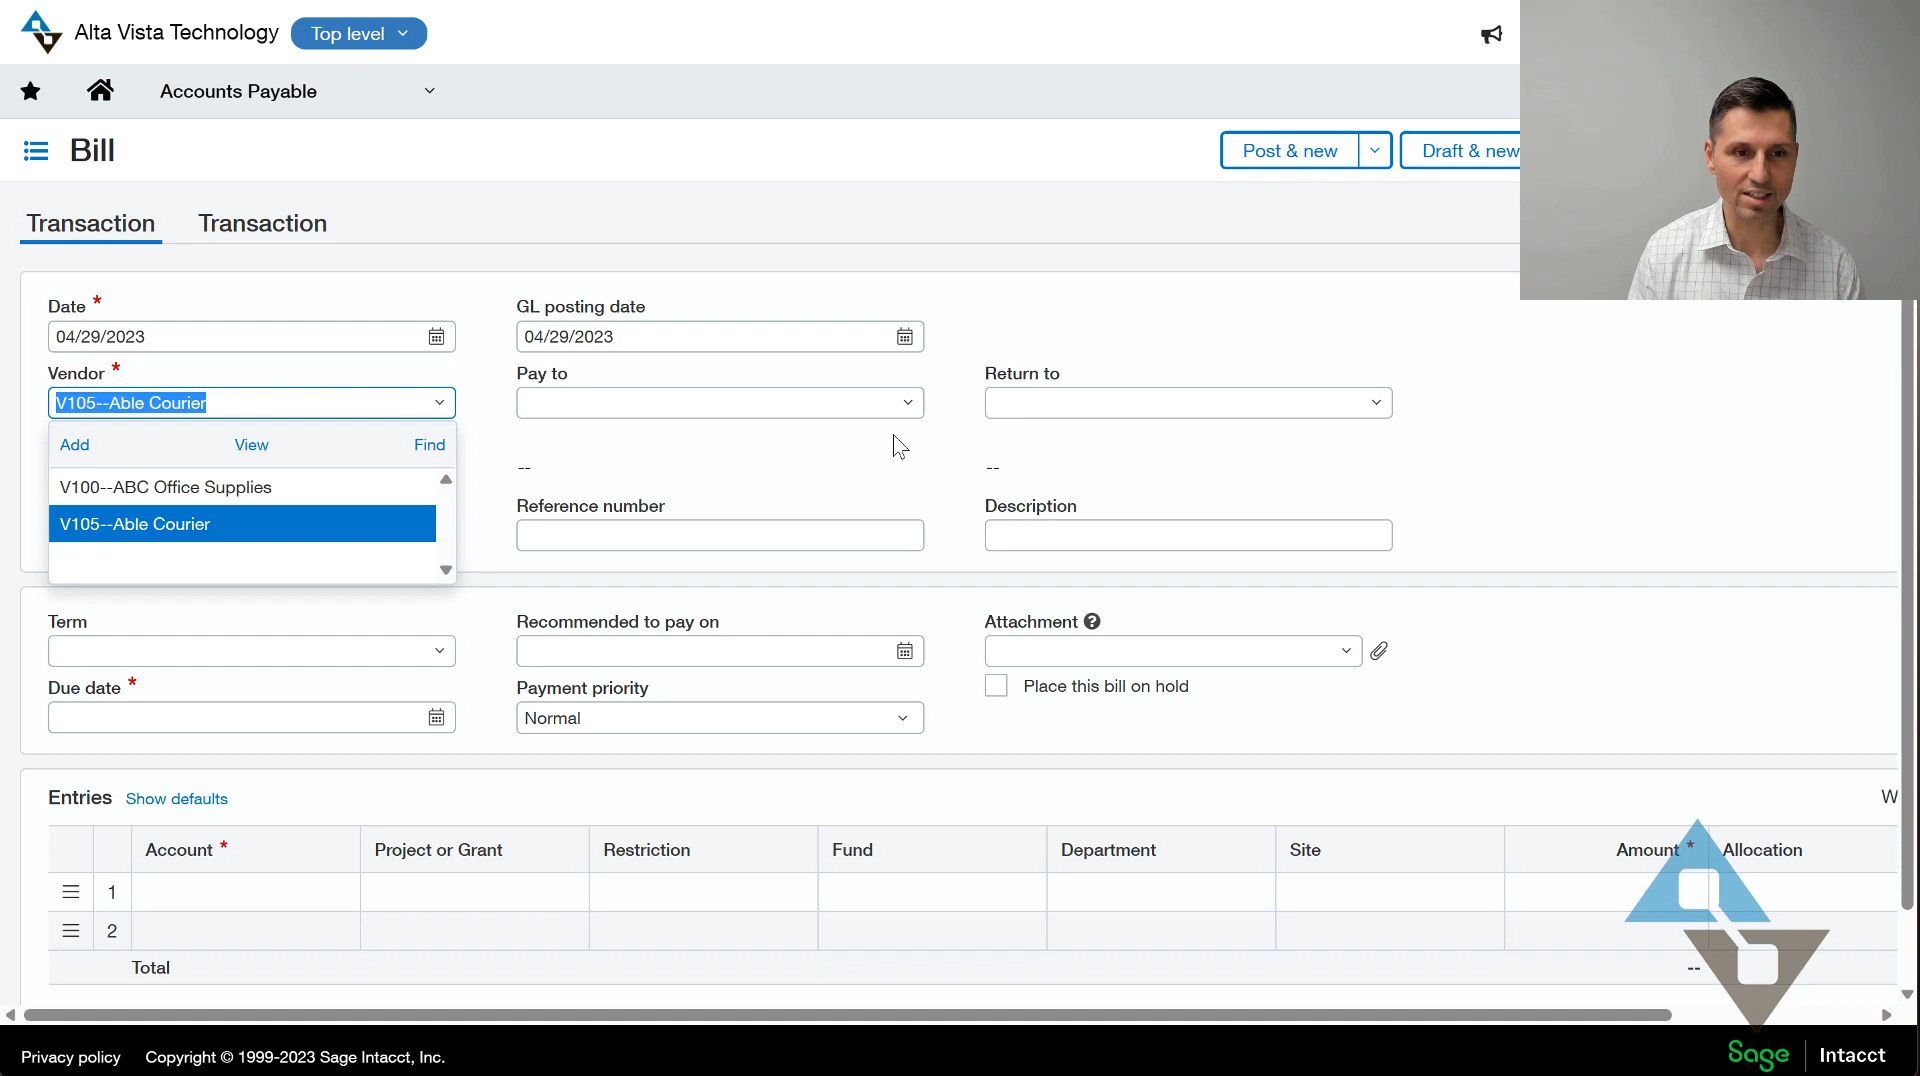 Alta Vista Technology Top level
Accounts Payable
Bill Post & new Draft & new
Transaction Transaction
Date * GL posting date
04/29/2023 04/29/2023
Vendor * Pay to Return to
V105--Able Courier
Add View Find
-- --
V100--ABC Office Supplies
Reference number Description
V105--Able Courier
Term Recommended to pay on Attachment ?
Due date * Payment priority Place this bill on hold
Normal
Entries Show defaults W
Account * Project or Grant Restriction Fund Department Site Amount * Allocation
1
2
Total --
Privacy policy Copyright © 1999-2023 Sage Intacct, Inc. Sage Intacct